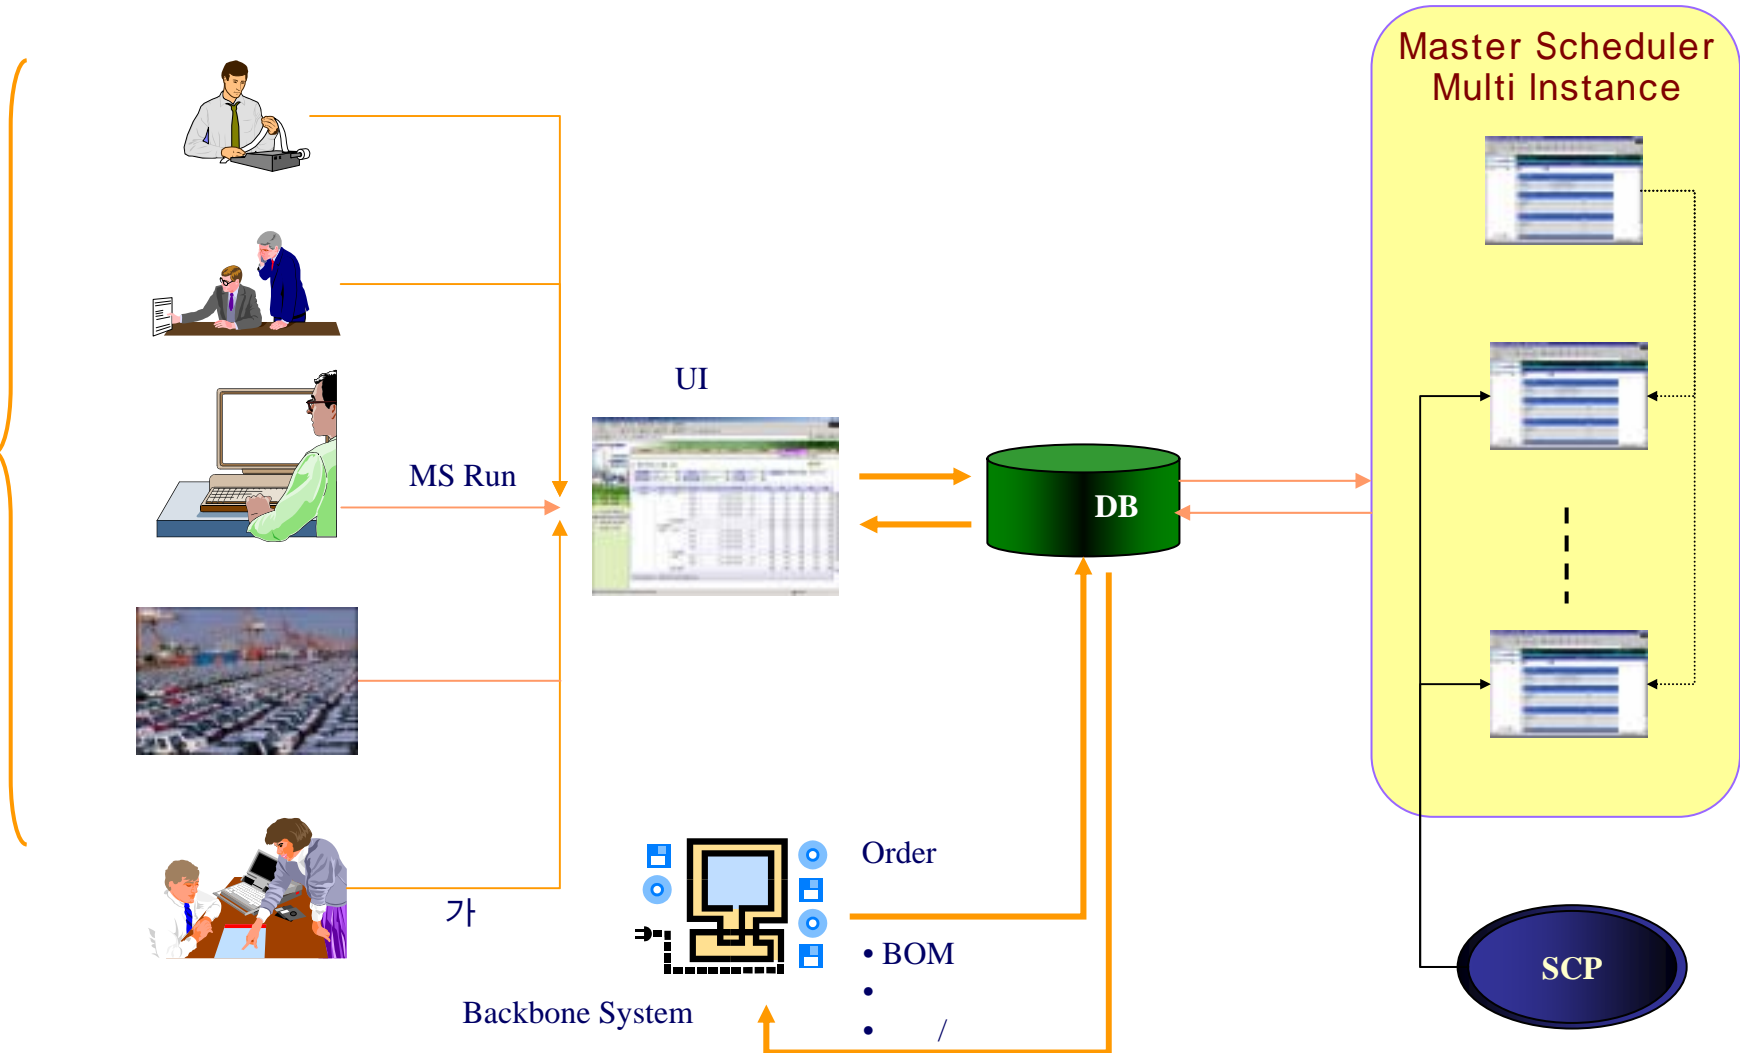 Master Scheduler
Multi Instance
UI
MS Run
DB
가
Order
• BOM
•
• /
Backbone System
SCP